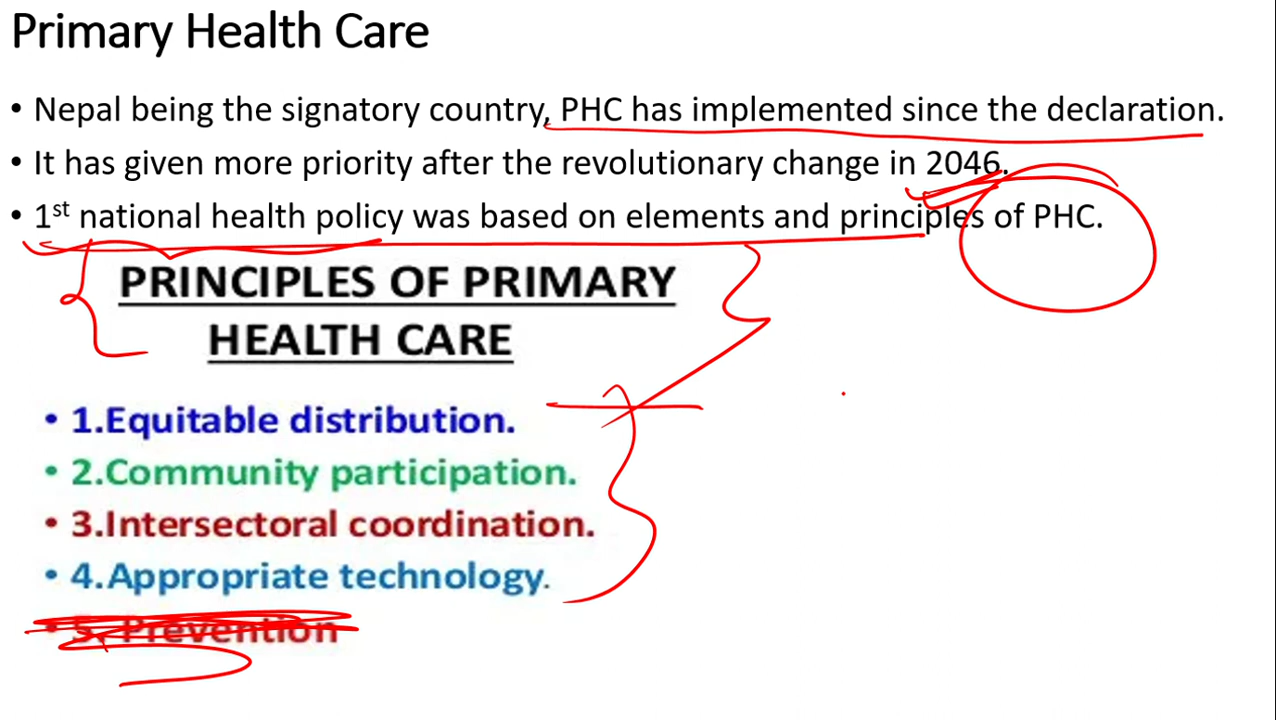 Primary Health Care
• Nepal being the signatory country, PHC has implemented since the declaration.
• It has given more priority after the revolutionary change in 2046.
• 1st national health policy was based on elements and principles of PHC.
PRINCIPLES OF PRIMARY
HEALTH CARE
• 1.Equitable distribution.
• 2.Community participation.
• 3.Intersectoral coordination.
• 4.Appropriate technology.
• 5. Prevention